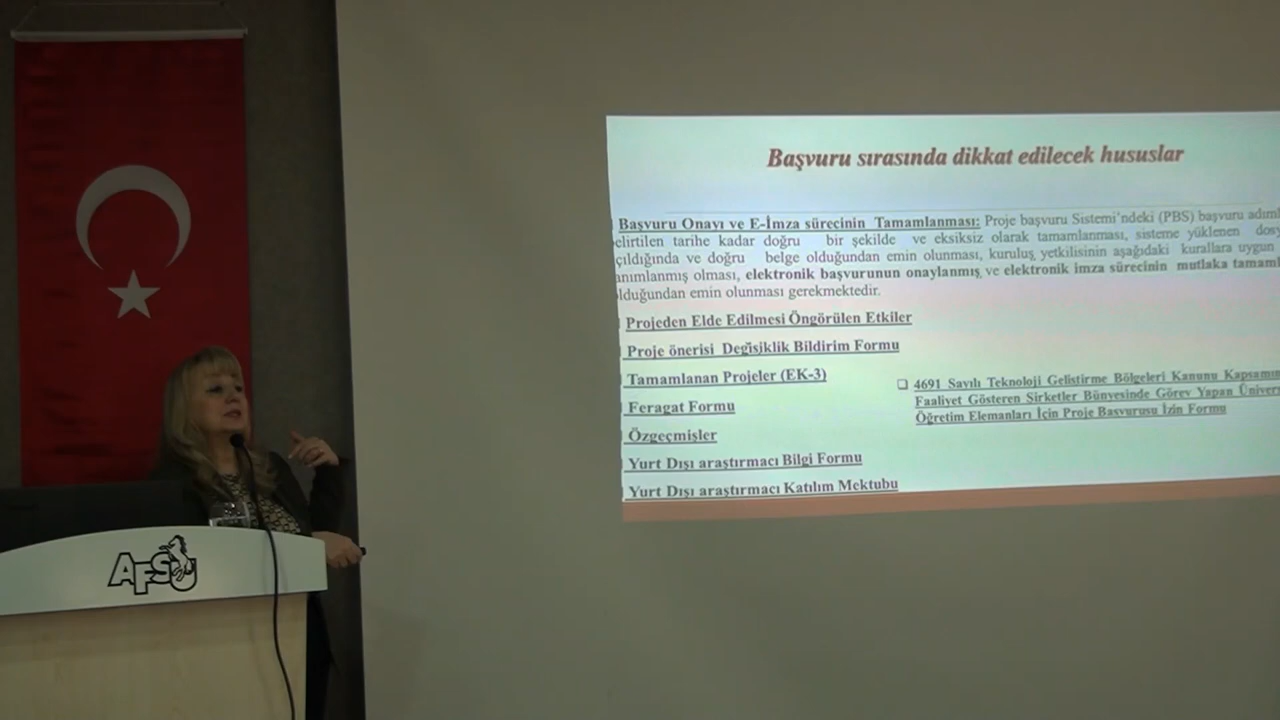 Başvuru sırasında dikkat edilecek hususlar
Başvuru Onayı ve E-İmza sürecinin Tamamlanması: Proje başvuru Sistemi'ndeki (PBS) başvuru
tarihe kadar doğru bir şekilde ve eksiksiz olarak tamamlanması, sisteme yüklenen
ve doğru belge olduğundan emin olunması, kuruluş yetkilisinin aşağıdaki kurallara uygun
olması, elektronik başvurunun onaylanmış ve elektronik imza sürecinin mutlaka
emin olunması gerekmektedir.
Projeden Elde Edilmesi Öngörülen Etkiler
Proje önerisi Değişiklik Bildirim Formu
Tamamlanan Projeler (EK-3)
Feragat Formu
Özgeçmişler
Yurt Dışı araştırmacı Bilgi Formu
Yurt Dışı araştırmacı Katılım Mektubu
4691 Sayılı Teknoloji Geliştirme Bölgeleri Kanunu
Faaliyet Gösteren Şirketler Bünyesinde Görev Yapan
Öğretim Elemanları İçin Proje Başvurusu İzin Formu
AFSU